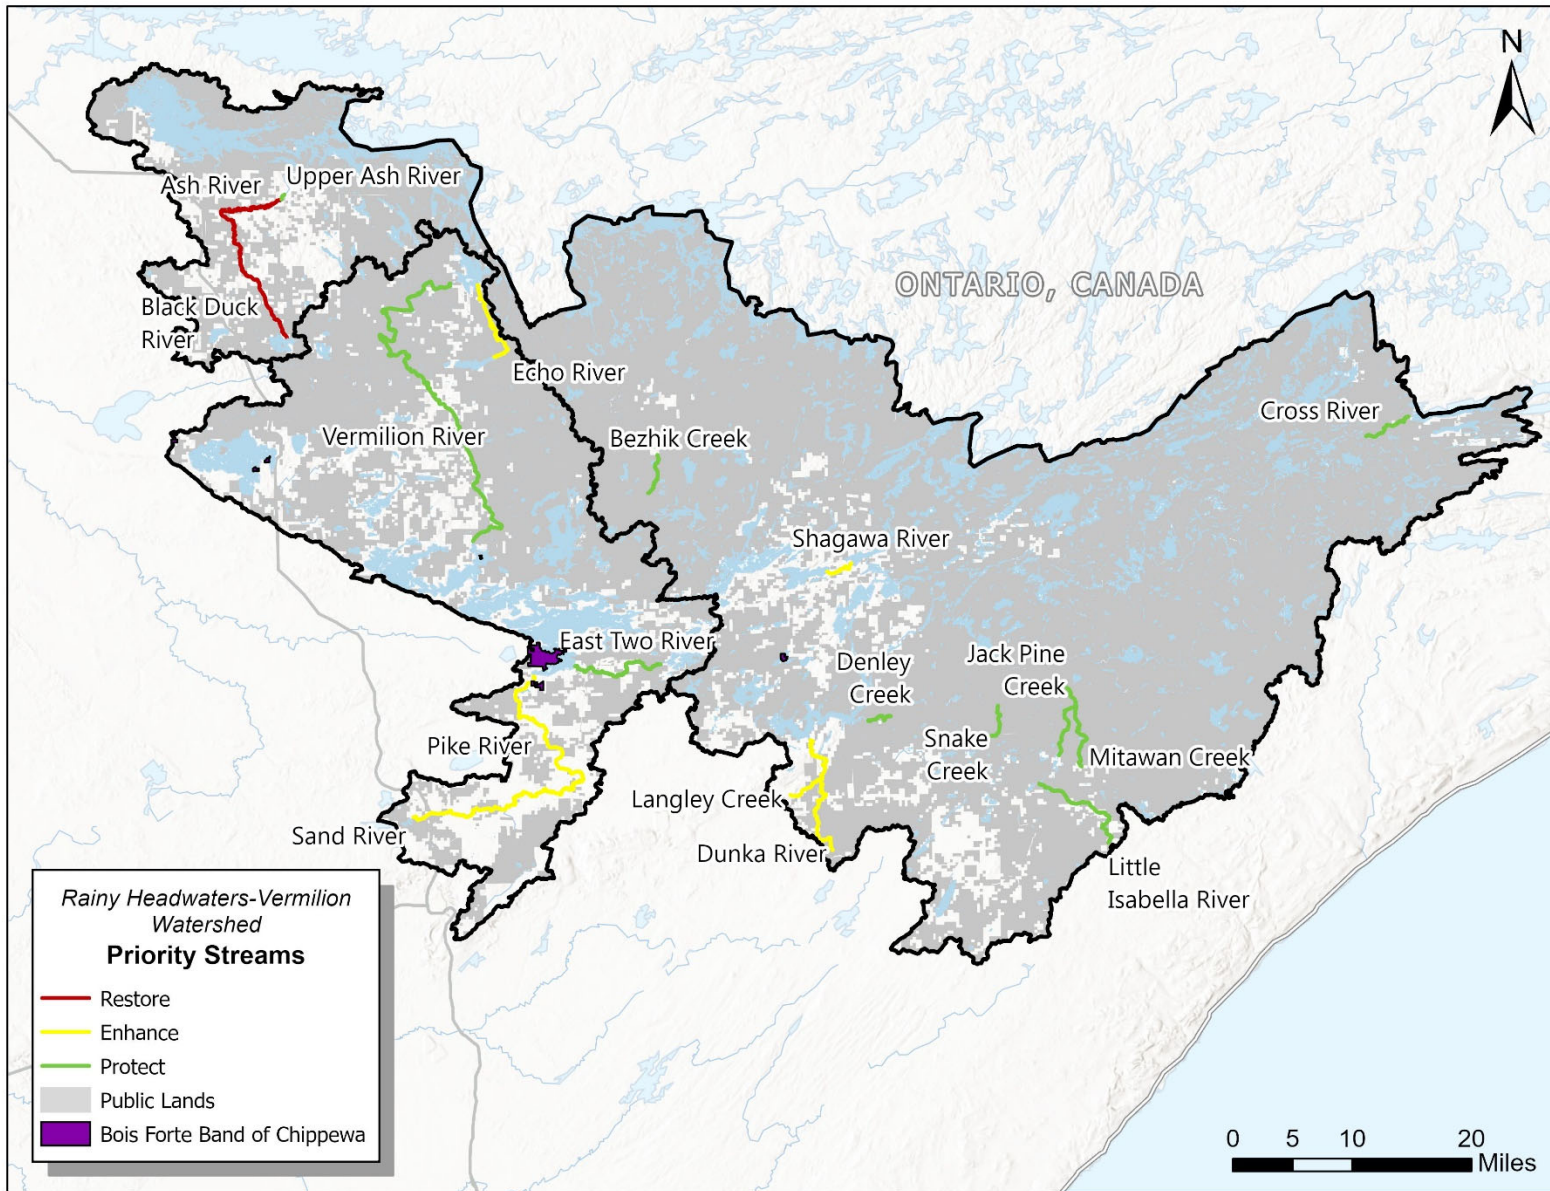 N
Ash River
Upper Ash River
ONTARIO, CANADA
Black Duck
River
Echo River
Cross River
Vermilion River
Bezhik Creek
Shagawa River
East Two River
Denley
Creek
Jack Pine
Creek
Pike River
Snake
Creek
Mitawan Creek
Langley Creek
Sand River
Dunka River
Little
Isabella River
Rainy Headwaters-Vermilion
Watershed
Priority Streams
Restore
Enhance
Protect
Public Lands
Bois Forte Band of Chippewa
0 5 10 20
Miles